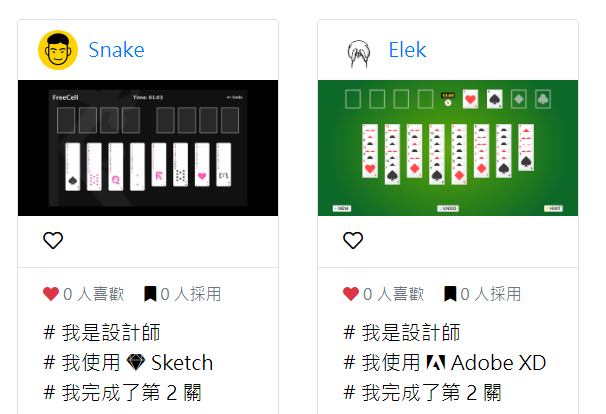 Snake
FreeCell
Time: 01:03
Undo
0 人喜歡
0 人採用
# 我是設計師
# 我使用 Sketch
# 我完成了第 2 關
Elek
NEW
UNDO
HINT
0 人喜歡
0 人採用
# 我是設計師
# 我使用 Adobe XD
# 我完成了第 2 關